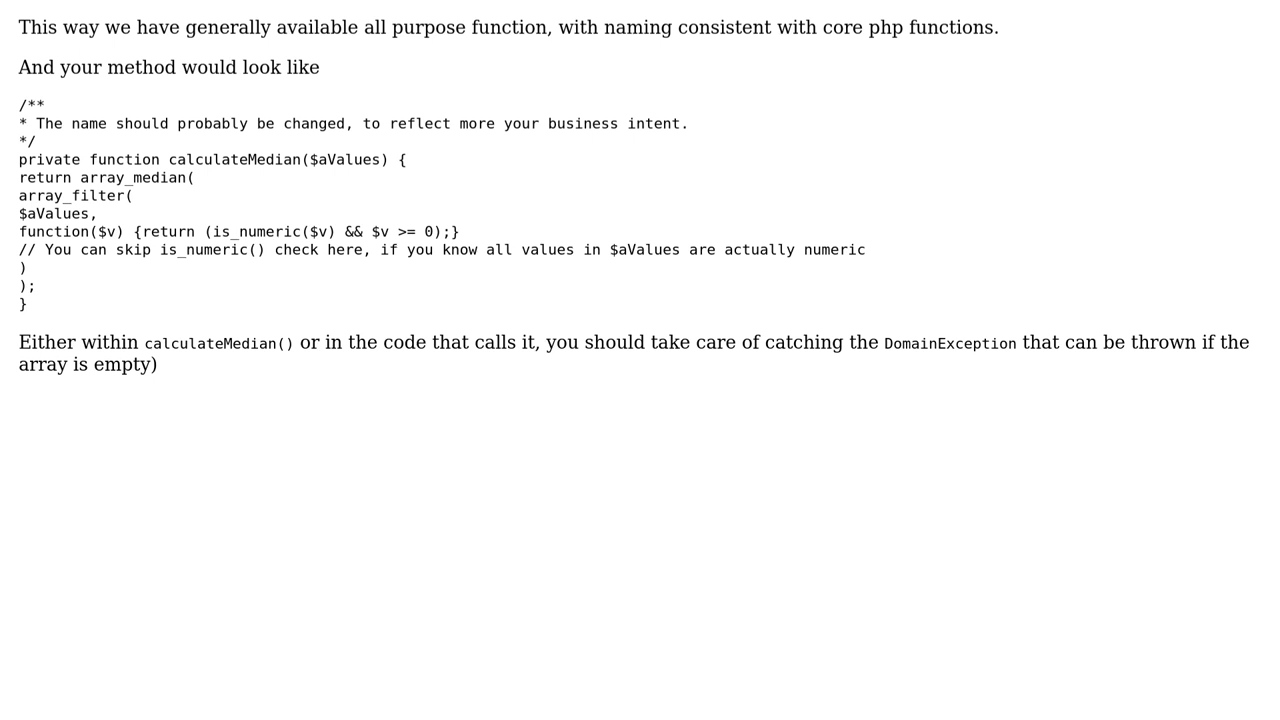 This way we have generally available all purpose function, with naming consistent with core php functions.
And your method would look like
/**
* The name should probably be changed, to reflect more your business intent.
*/
private function calculateMedian($aValues) {
return array_median(
array_filter(
$aValues,
function($v) {return (is_numeric($v) && $v >= 0);}
// You can skip is_numeric() check here, if you know all values in $aValues are actually numeric
)
);
}
Either within calculateMedian() or in the code that calls it, you should take care of catching the DomainException that can be thrown if the
array is empty)